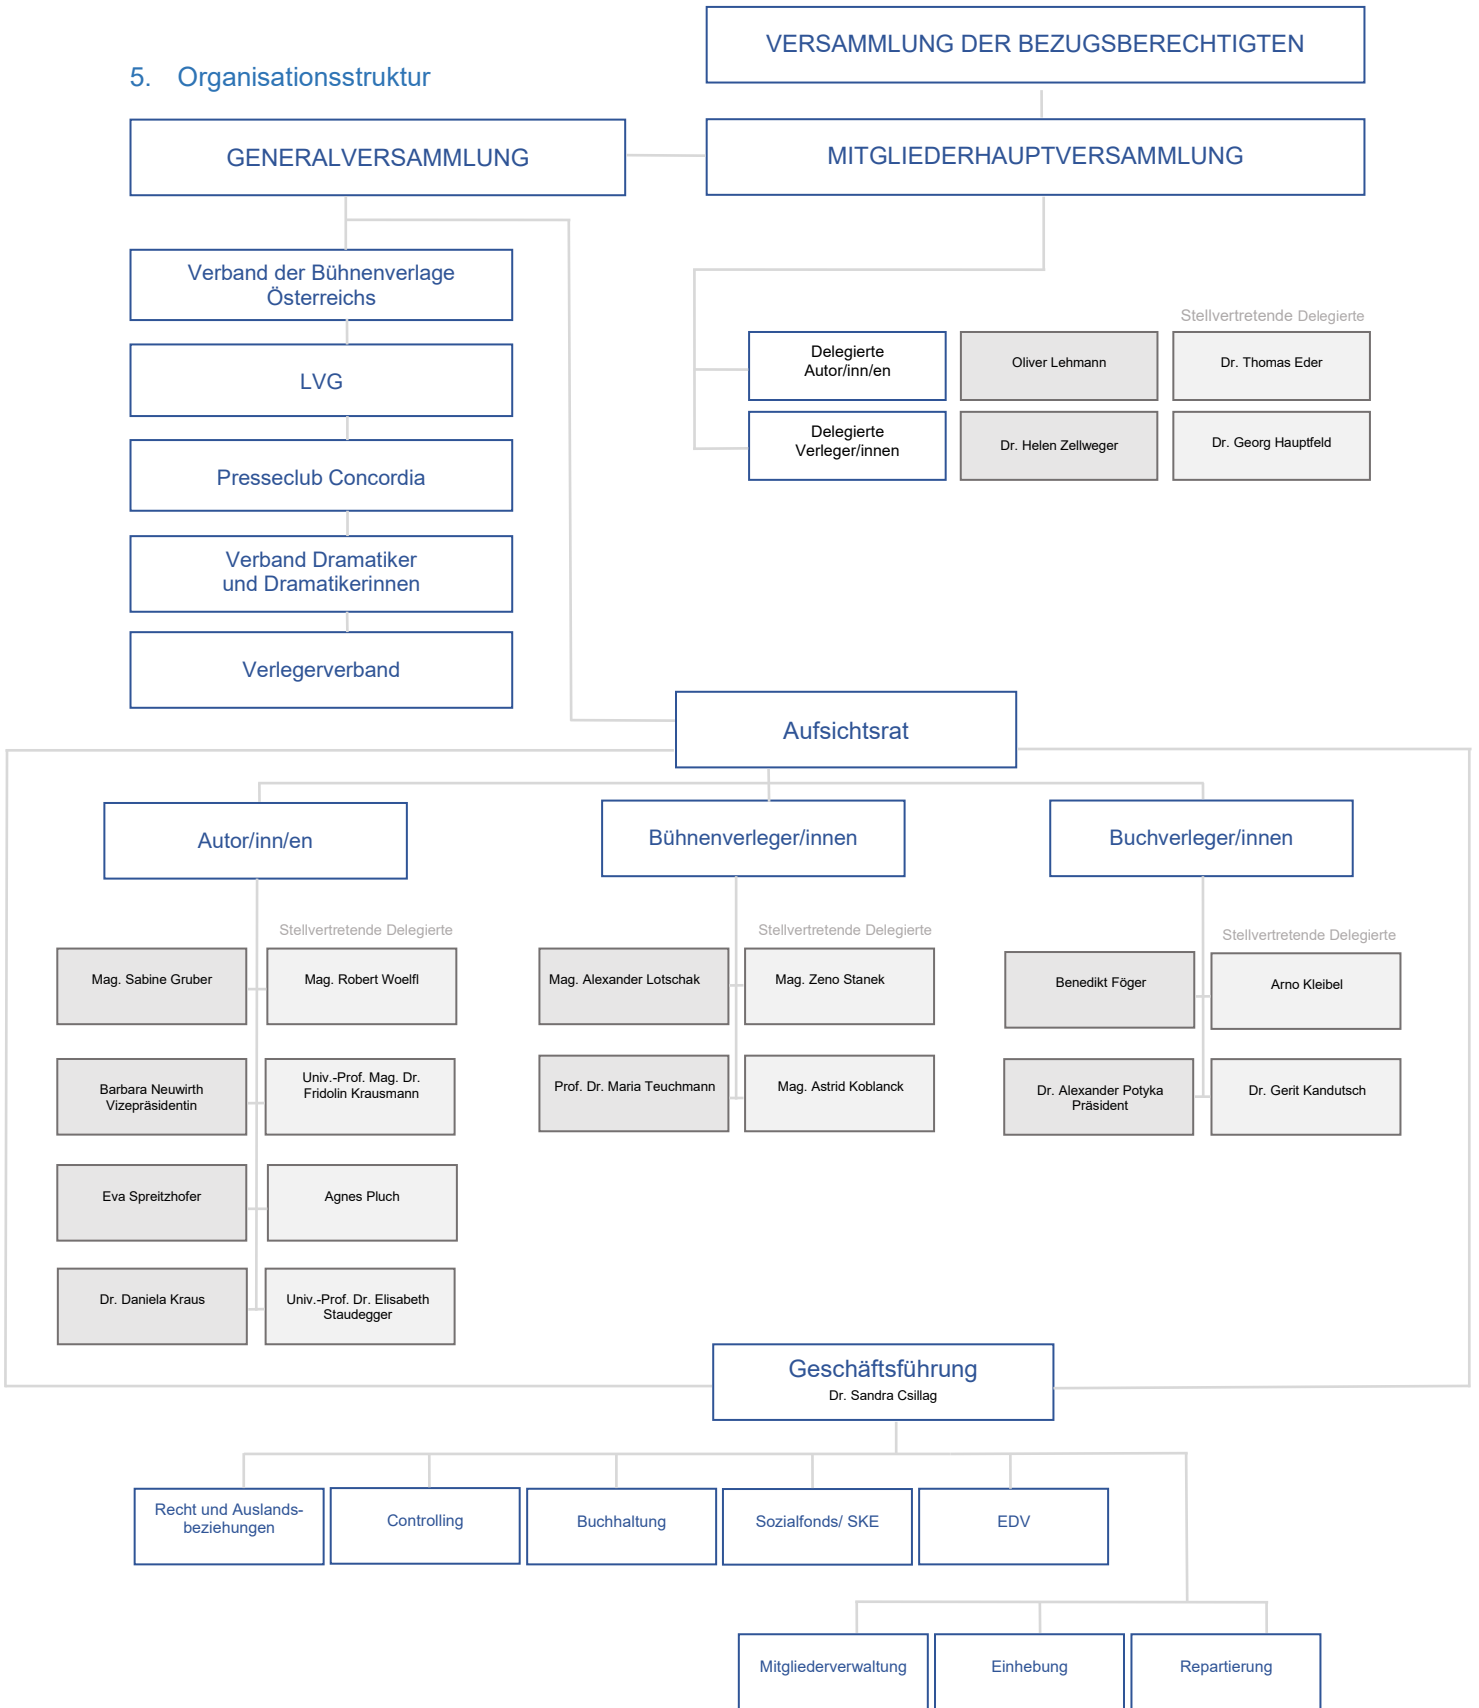 VERSAMMLUNG DER BEZUGSBERECHTIGTEN
5. Organisationsstruktur
GENERALVERSAMMLUNG
MITGLIEDERHAUPTVERSAMMLUNG
Verband der Bühnenverlage
Österreichs
LVG
Presseclub Concordia
Verband Dramatiker
und Dramatikerinnen
Verlegerverband
Stellvertretende Delegierte
Delegierte
Autor/inn/en
Oliver Lehmann
Dr. Thomas Eder
Delegierte
Verleger/innen
Dr. Helen Zellweger
Dr. Georg Hauptfeld
Aufsichtsrat
Autor/inn/en
Bühnenverleger/innen
Buchverleger/innen
Stellvertretende Delegierte
Mag. Sabine Gruber
Mag. Robert Woelfl
Barbara Neuwirth
Vizepräsidentin
Univ.-Prof. Mag. Dr.
Fridolin Krausmann
Eva Spreitzhofer
Agnes Pluch
Dr. Daniela Kraus
Univ.-Prof. Dr. Elisabeth
Staudegger
Stellvertretende Delegierte
Mag. Alexander Lotschak
Mag. Zeno Stanek
Prof. Dr. Maria Teuchmann
Mag. Astrid Koblanck
Stellvertretende Delegierte
Benedikt Föger
Arno Kleibel
Dr. Alexander Potyka
Präsident
Dr. Gerit Kandutsch
Geschäftsführung
Dr. Sandra Csillag
Recht und Auslands-
beziehungen
Controlling
Buchhaltung
Sozialfonds/ SKE
EDV
Mitgliederverwaltung
Einhebung
Repartierung